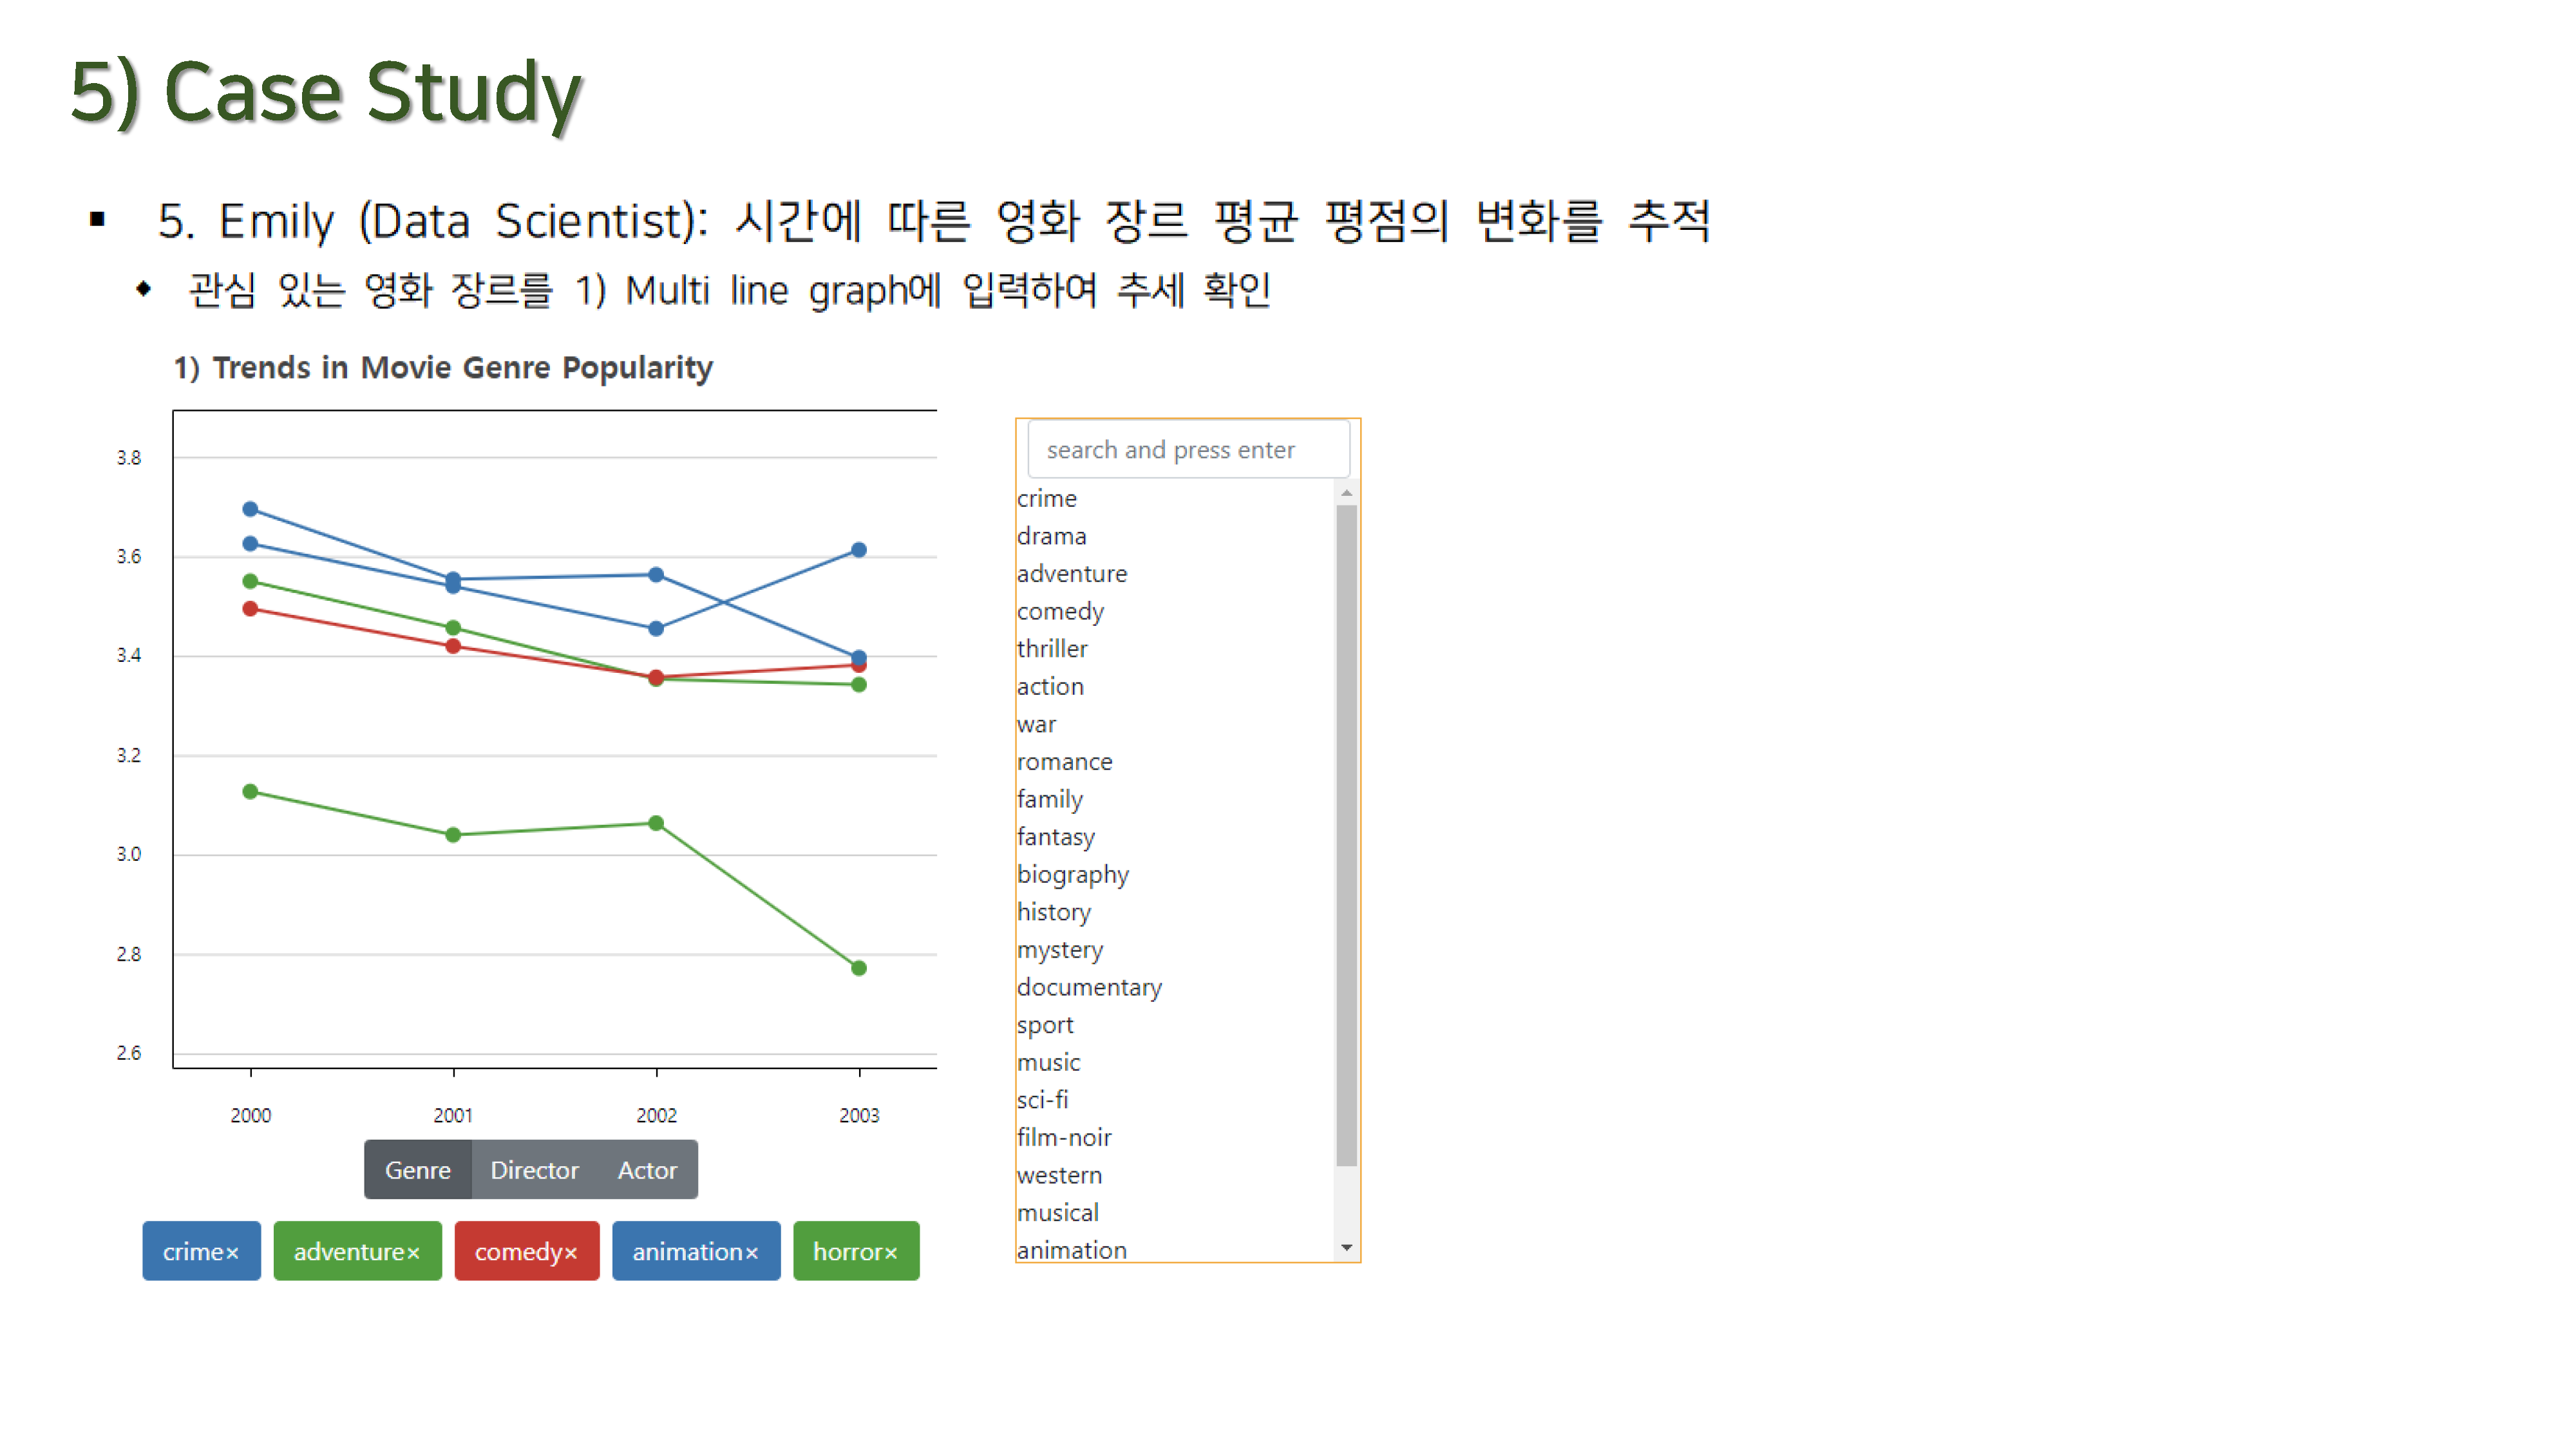 5) Case Study
▪ 5. Emily (Data Scientist): 시간에 따른 영화 장르 평균 평점의 변화를 추적
◆ 관심 있는 영화 장르를 1) Multi line graph에 입력하여 추세 확인
1) Trends in Movie Genre Popularity
3.8
3.6
3.4
3.2
3.0
2.8
2.6
2000 2001 2002 2003
Genre Director Actor
crime× adventure× comedy× animation× horror×
search and press enter
crime
drama
adventure
comedy
thriller
action
war
romance
family
fantasy
biography
history
mystery
documentary
sport
music
sci-fi
film-noir
western
musical
animation